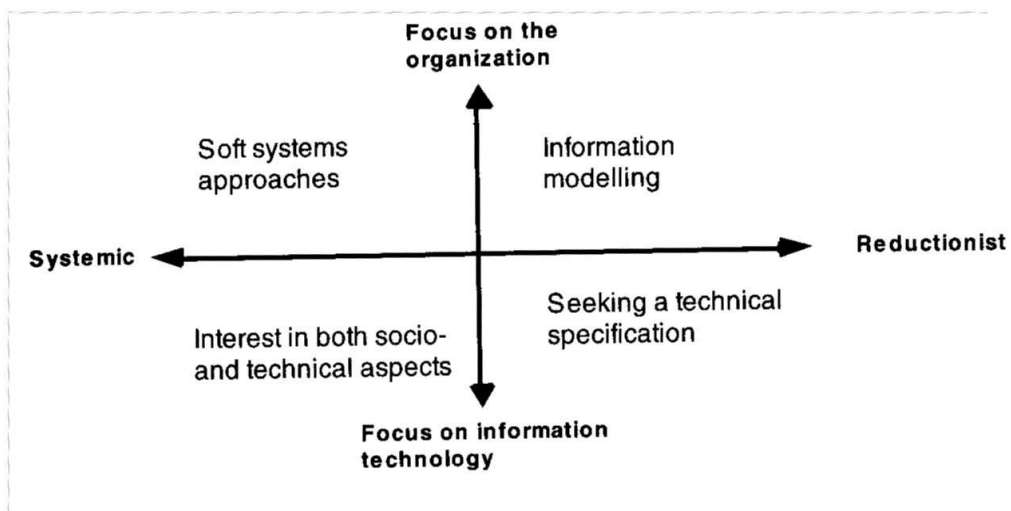 Focus on the
organization
Soft systems
approaches
Information
modelling
Systemic
Reductionist
Interest in both socio-
and technical aspects
Seeking a technical
specification
Focus on information
technology